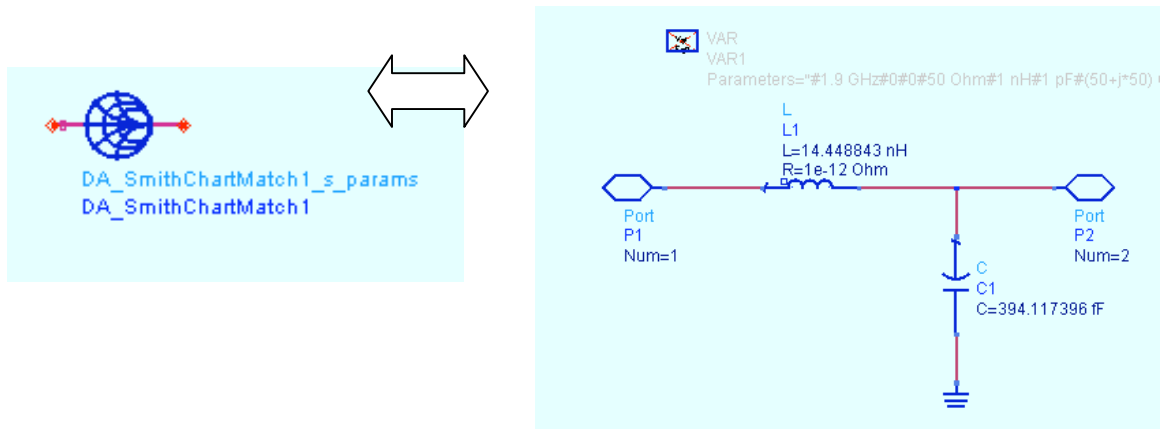 DA_SmithChartMatch1_s_params
DA_SmithChartMatch1
VAR
VAR1
Parameters="#1.9 GHz#0#0#50 Ohm#1 nH#1 pF#(50+j*50)
L
L1
L=14.448843 nH
R=1e-12 Ohm
Port
P1
Num=1
Port
P2
Num=2
C
C1
C=394.117396 fF